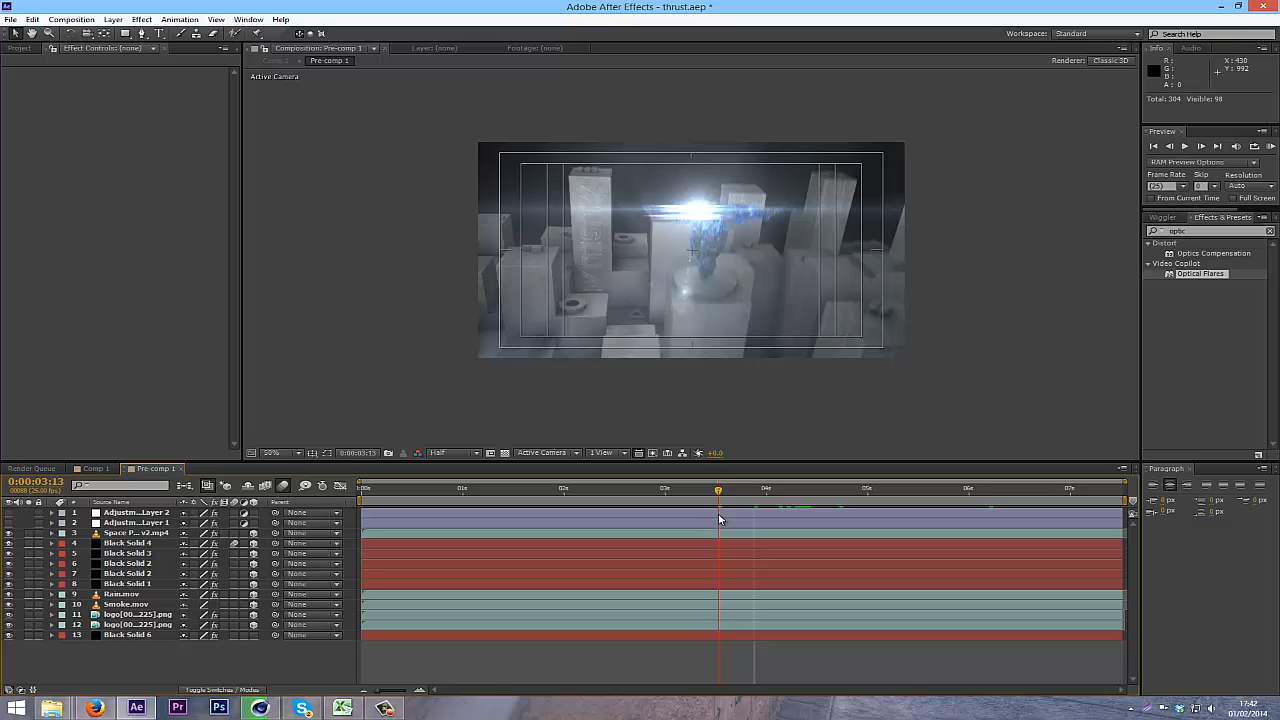 Adobe After Effects - thrust.aep *
File Edit Composition Layer Effect Animation View Window Help
Workspace: Standard
Search Help
Project
Effect Controls: (none)
Composition: Pre-comp 1
Layer: (none)
Footage: (none)
Info
Audio
Comp 1
Pre-comp 1
Renderer: Classic 3D
Active Camera
R :
G :
B :
A : 0
X : 430
Y : 992
Total: 304 Visible: 98
Preview
RAM Preview Options
Frame Rate Skip Resolution
(25) 0 Auto
From Current Time Full Screen
Wiggler Effects & Presets
optic
Distort
Optics Compensation
Video Copilot
Optical Flares
50% 0:00:03:13 Half Active Camera 1 View +0.0
Render Queue Comp 1 Pre-comp 1
Paragraph
0:00:03:13
00088 (25.00 fps)
:00s 01s 02s 03s 04s 05s 06s 07s
# Source Name Parent
1 Adjustm...Layer 2 None
2 Adjustm...Layer 1 None
3 Space P... v2.mp4 None
4 Black Solid 4 None
5 Black Solid 3 None
6 Black Solid 2 None
7 Black Solid 2 None
8 Black Solid 1 None
9 Rain.mov None
10 Smoke.mov None
11 logo[00...225].png None
12 logo[00...225].png None
13 Black Solid 6 None
0 px 0 px 0 px
0 px 0 px
Toggle Switches / Modes
Ae Pr Ps
17:42
01/02/2014